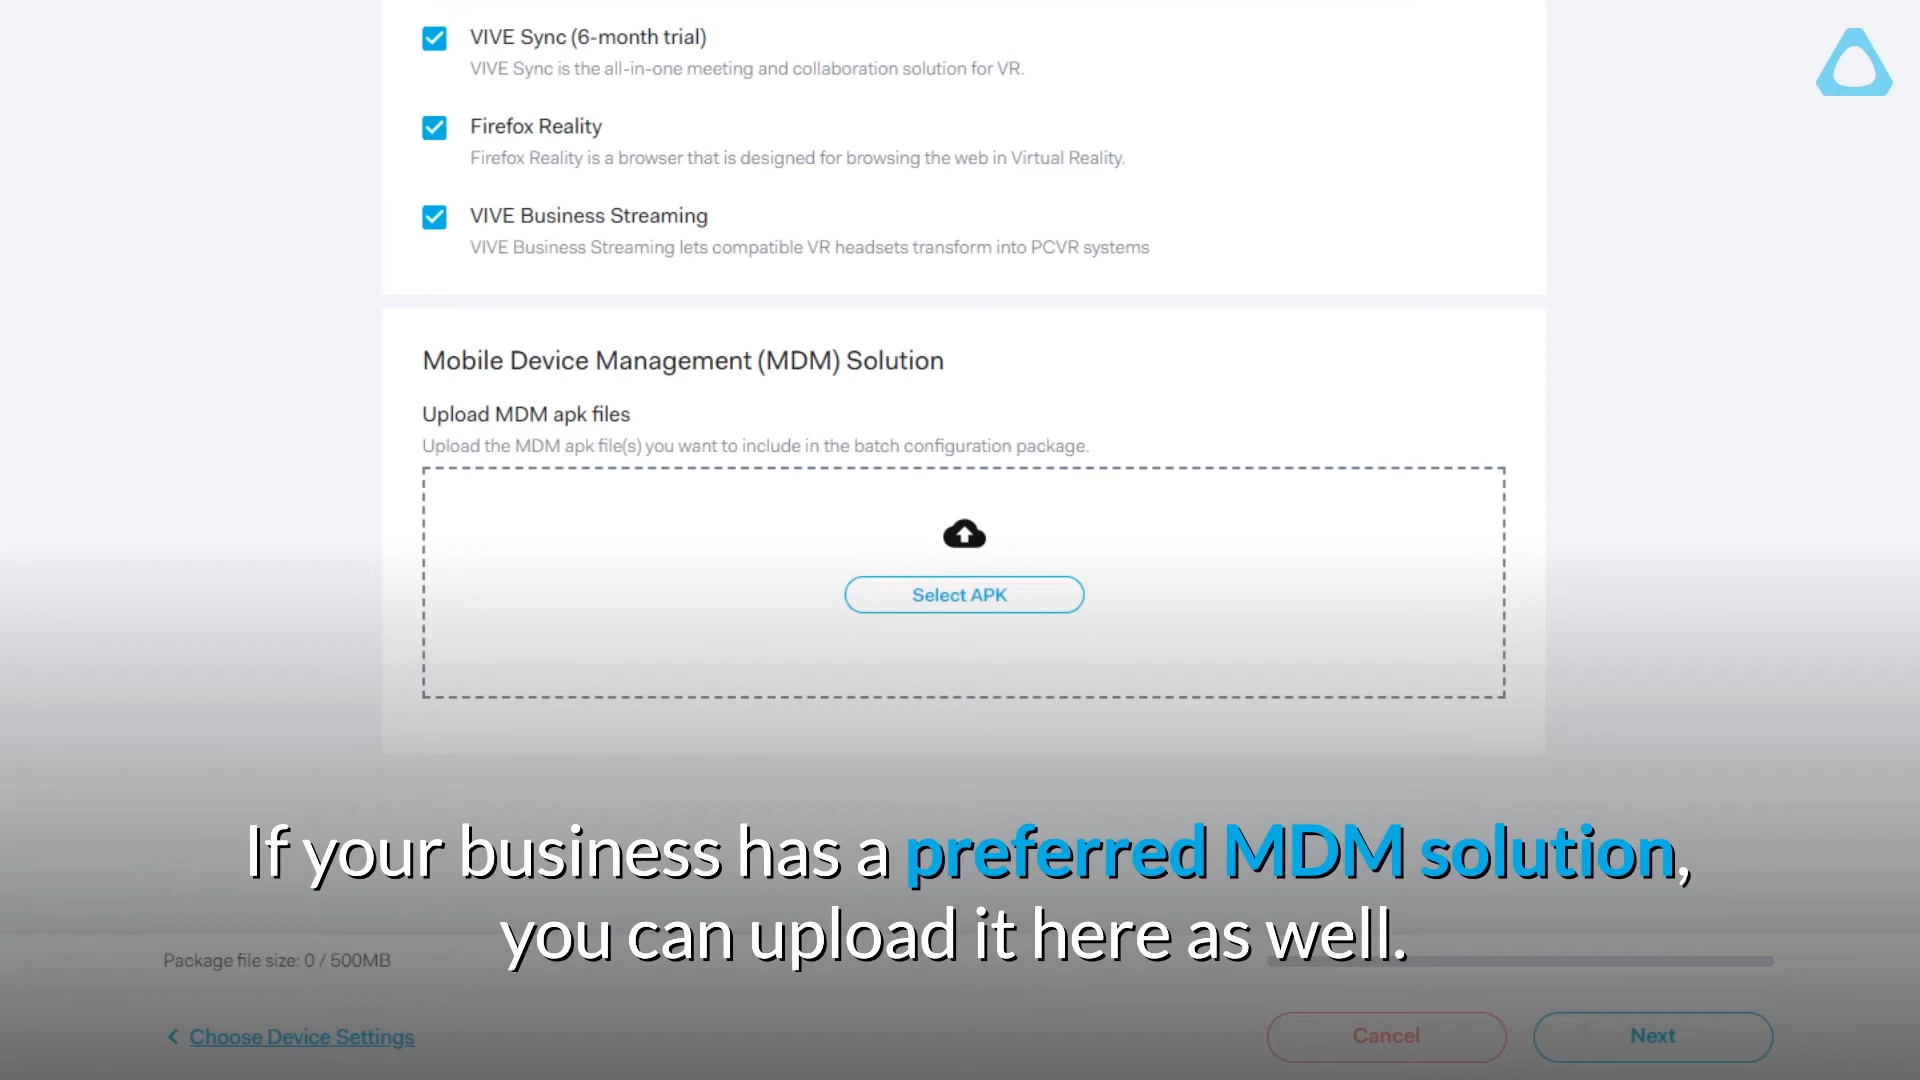 VIVE Sync (6-month trial)
VIVE Sync is the all-in-one meeting and collaboration solution for VR.
Firefox Reality
Firefox Reality is a browser that is designed for browsing the web in Virtual Reality.
VIVE Business Streaming
VIVE Business Streaming lets compatible VR headsets transform into PCVR systems
Mobile Device Management (MDM) Solution
Upload MDM apk files
Upload the MDM apk file(s) you want to include in the batch configuration package.
Select APK
If your business has a preferred MDM solution,
you can upload it here as well.
Package file size: 0 / 500MB
Choose Device Settings
Cancel
Next